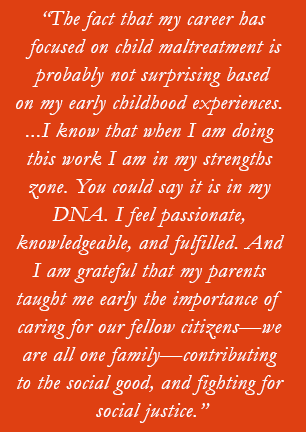 “The fact that my career has
focused on child maltreatment is
probably not surprising based
on my early childhood experiences.
...I know that when I am doing
this work I am in my strengths
zone. You could say it is in my
DNA. I feel passionate,
knowledgeable, and fulfilled. And
I am grateful that my parents
taught me early the importance of
caring for our fellow citizens—we
are all one family—contributing
to the social good, and fighting for
social justice.”